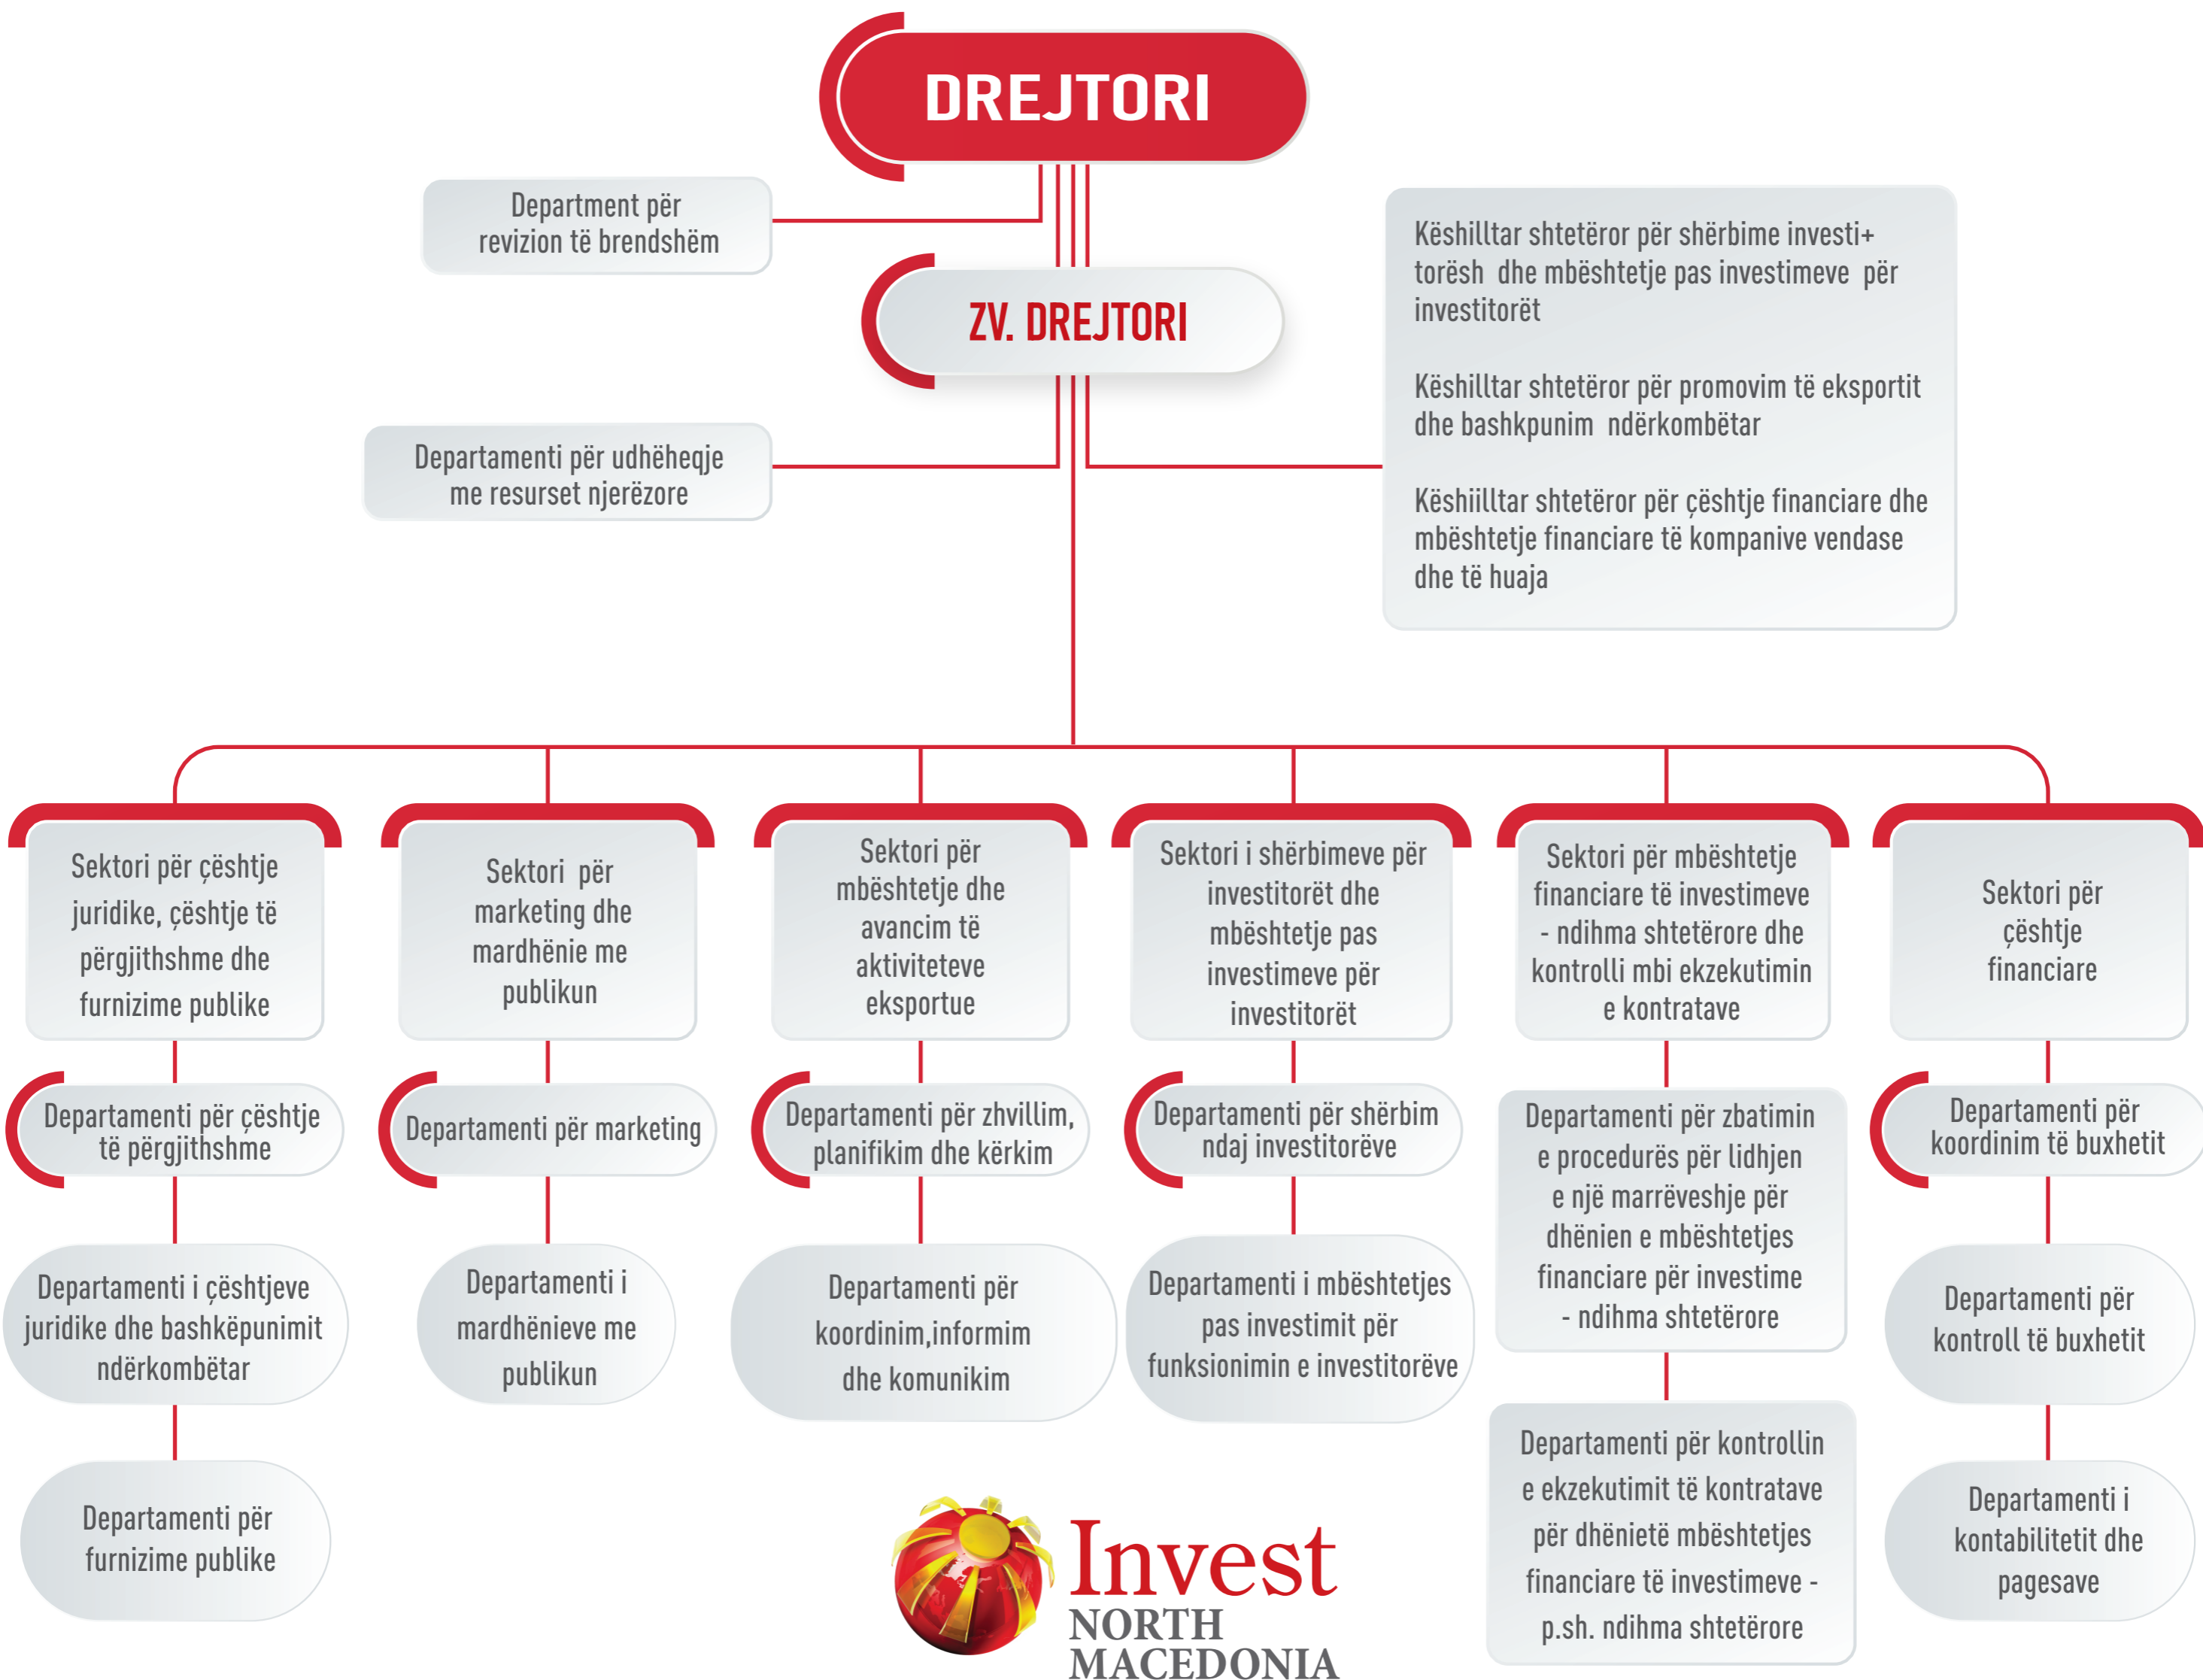 DREJTORI
Department për
revizion të brendshëm
ZV. DREJTORI
Departamenti për udhëheqje
me resurset njerëzore
Këshilltar shtetëror për shërbime investi+
torësh dhe mbështetje pas investimeve për
investitorët
Këshilltar shtetëror për promovim të eksportit
dhe bashkpunim ndërkombëtar
Këshiilltar shtetëror për çështje financiare dhe
mbështetje financiare të kompanive vendase
dhe të huaja
Sektori për çështje
juridike, çështje të
përgjithshme dhe
furnizime publike
Departamenti për çështje
të përgjithshme
Departamenti i çështjeve
juridike dhe bashkëpunimit
ndërkombëtar
Departamenti për
furnizime publike
Sektori për
marketing dhe
mardhënie me
publikun
Departamenti për marketing
Departamenti i
mardhënieve me
publikun
Sektori për
mbështetje dhe
avancim të
aktiviteteve
eksportue
Departamenti për zhvillim,
planifikim dhe kërkim
Departamenti për
koordinim,informim
dhe komunikim
Sektori i shërbimeve për
investitorët dhe
mbështetje pas
investimeve për
investitorët
Departamenti për shërbim
ndaj investitorëve
Departamenti i mbështetjes
pas investimit për
funksionimin e investitorëve
Sektori për mbështetje
financiare të investimeve
- ndihma shtetërore dhe
kontrolli mbi ekzekutimin
e kontratave
Departamenti për zbatimin
e procedurës për lidhjen
e një marrëveshje për
dhënien e mbështetjes
financiare për investime
- ndihma shtetërore
Departamenti për kontrollin
e ekzekutimit të kontratave
për dhënietë mbështetjes
financiare të investimeve -
p.sh. ndihma shtetërore
Sektori për
çështje
financiare
Departamenti për
koordinim të buxhetit
Departamenti për
kontroll të buxhetit
Departamenti i
kontabilitetit dhe
pagesave
Invest
NORTH
MACEDONIA